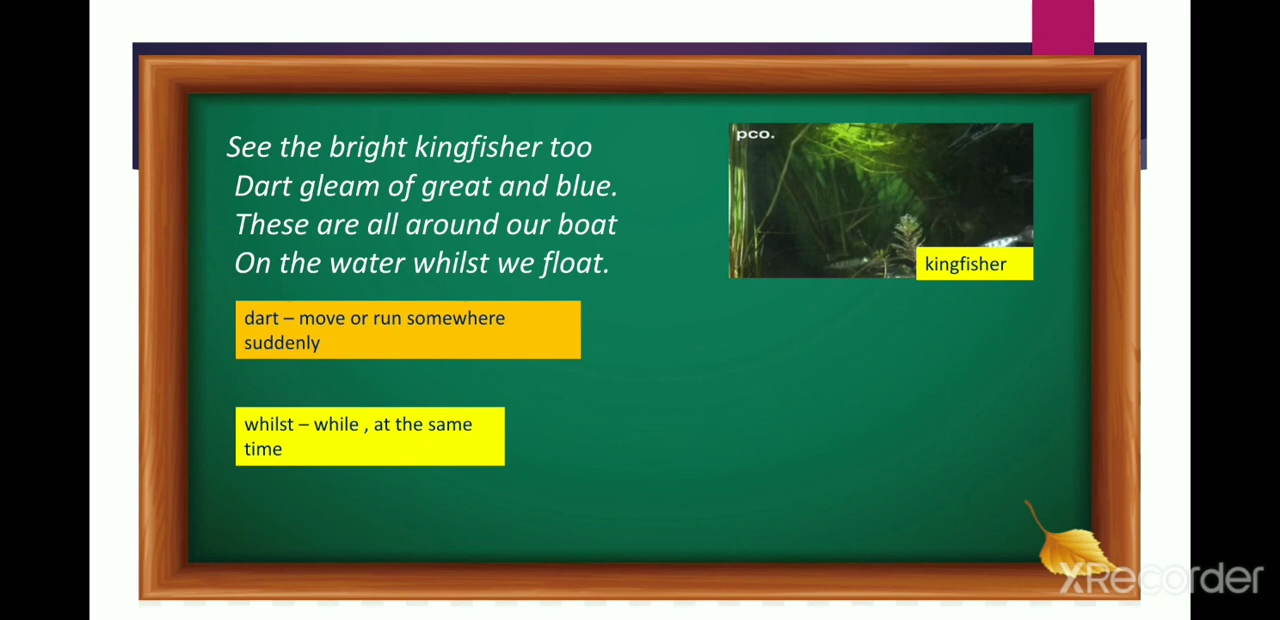 See the bright kingfisher too
Dart gleam of great and blue.
These are all around our boat
On the water whilst we float.
pco.
kingfisher
dart – move or run somewhere
suddenly
whilst – while , at the same
time
XRecorder